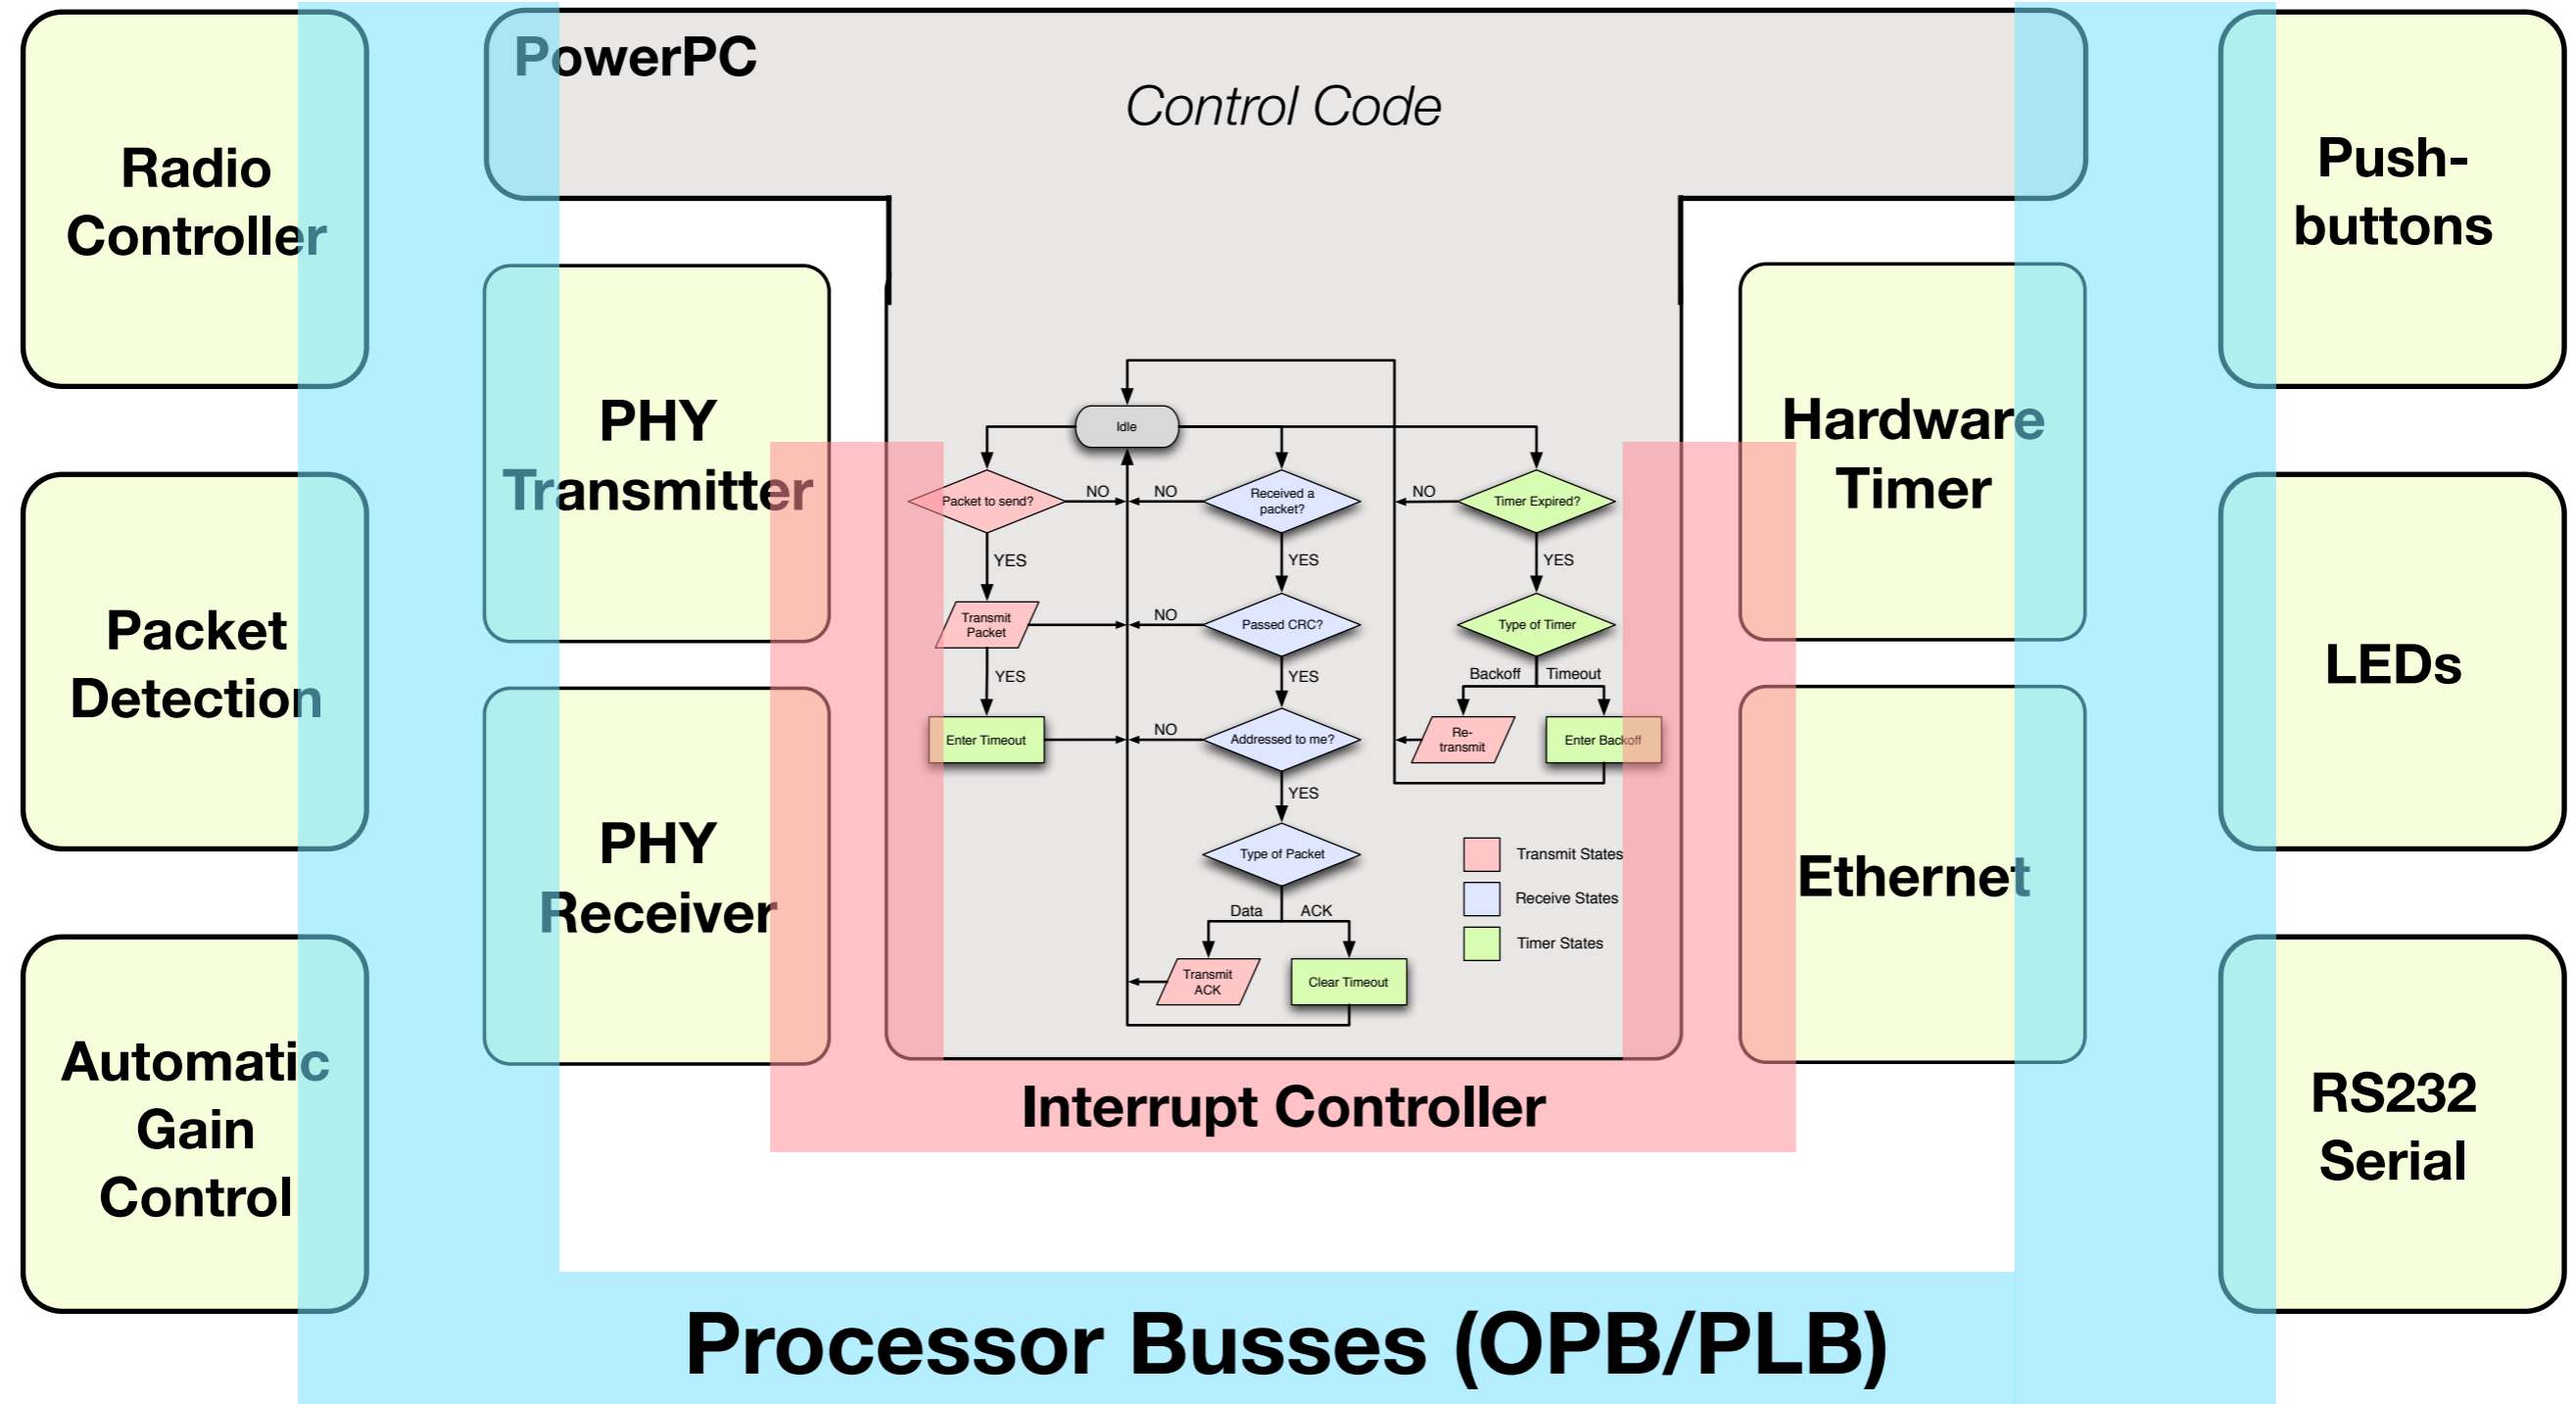 PowerPC
Control Code
Radio
Controller
Packet
Detection
Automatic
Gain
Control
PHY
Transmitter
PHY
Receiver
Idle
Packet to send?
NO
YES
Transmit
Packet
YES
Enter Timeout
NO
Received a
packet?
YES
NO
Passed CRC?
YES
NO
Addressed to me?
YES
Type of Packet
Data
ACK
Transmit
ACK
Clear Timeout
NO
Timer Expired?
YES
Type of Timer
Backoff
Timeout
Re-
transmit
Enter Backoff
Transmit States
Receive States
Timer States
Interrupt Controller
Hardware
Timer
Ethernet
Push-
buttons
LEDs
RS232
Serial
Processor Busses (OPB/PLB)